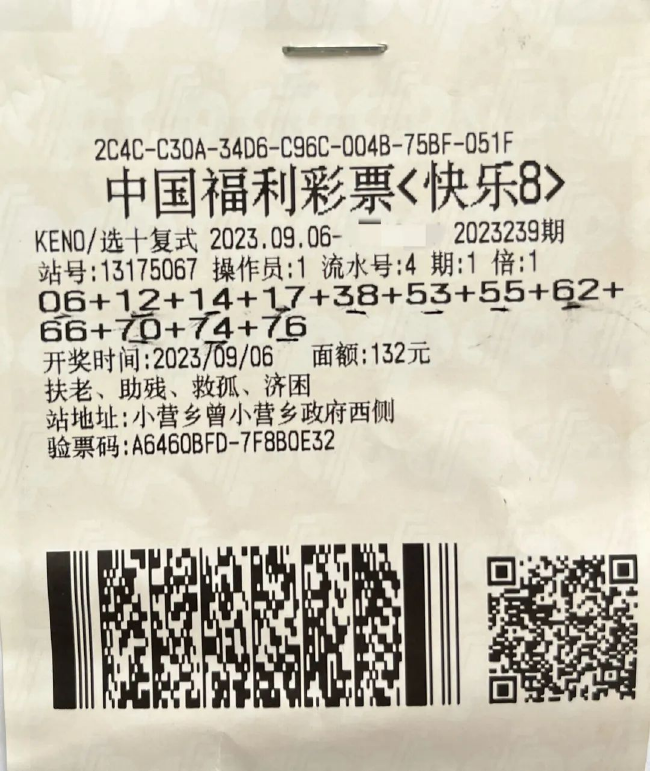 2C4C-C30A-34D6-C96C-004B-75BF-051F
中国福利彩票<快乐8>
KENO/选十复式 2023.09.06- 2023239期
站号:13175067 操作员:1 流水号:4 期:1 倍:1
06+12+14+17+38+53+55+62+
66+70+74+76
开奖时间:2023/09/06 面额:132元
扶老、助残、救孤、济困
站地址:小营乡曾小营乡政府西侧
验票码:A6460BFD-7F8B0E32